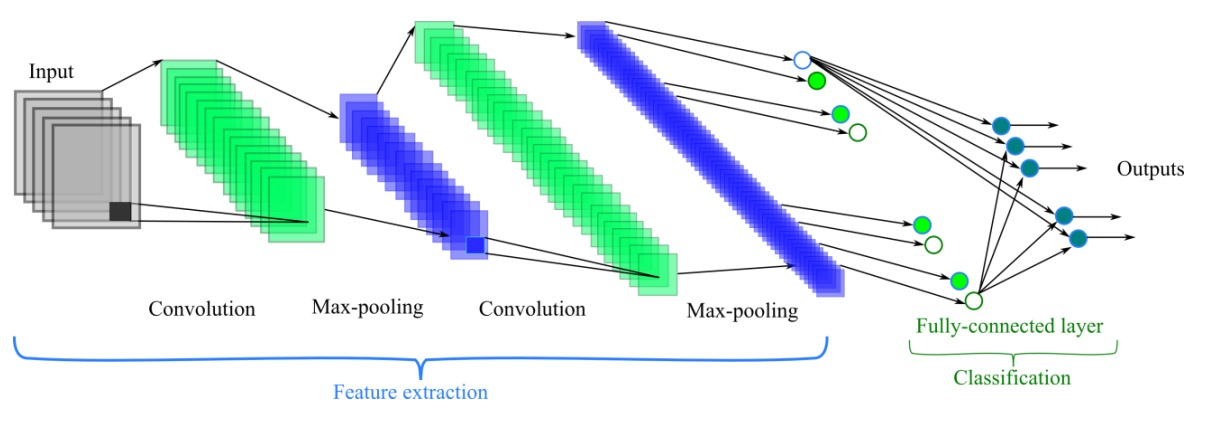 Input
Outputs
Convolution
Max-pooling
Convolution
Max-pooling
Fully-connected layer
Feature extraction
Classification